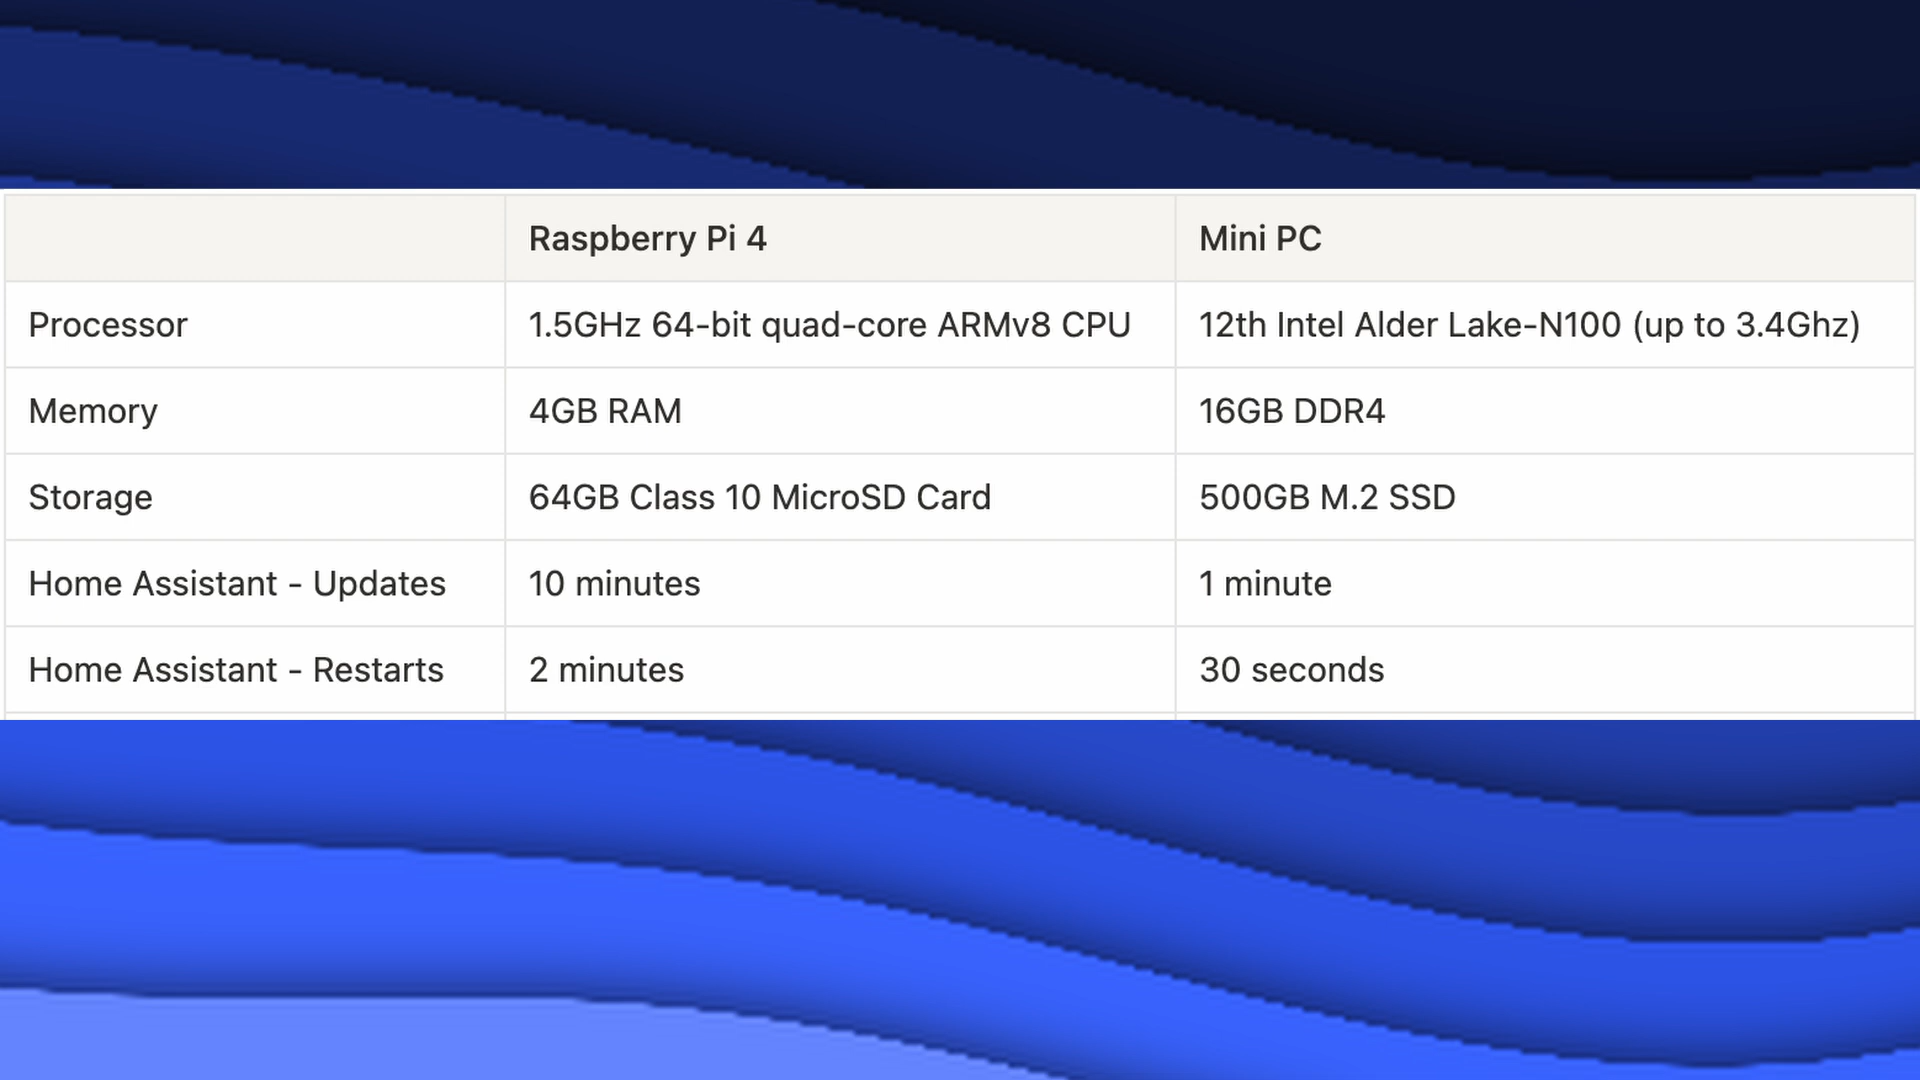 Raspberry Pi 4 Mini PC
Processor 1.5GHz 64-bit quad-core ARMv8 CPU 12th Intel Alder Lake-N100 (up to 3.4Ghz)
Memory 4GB RAM 16GB DDR4
Storage 64GB Class 10 MicroSD Card 500GB M.2 SSD
Home Assistant - Updates 10 minutes 1 minute
Home Assistant - Restarts 2 minutes 30 seconds